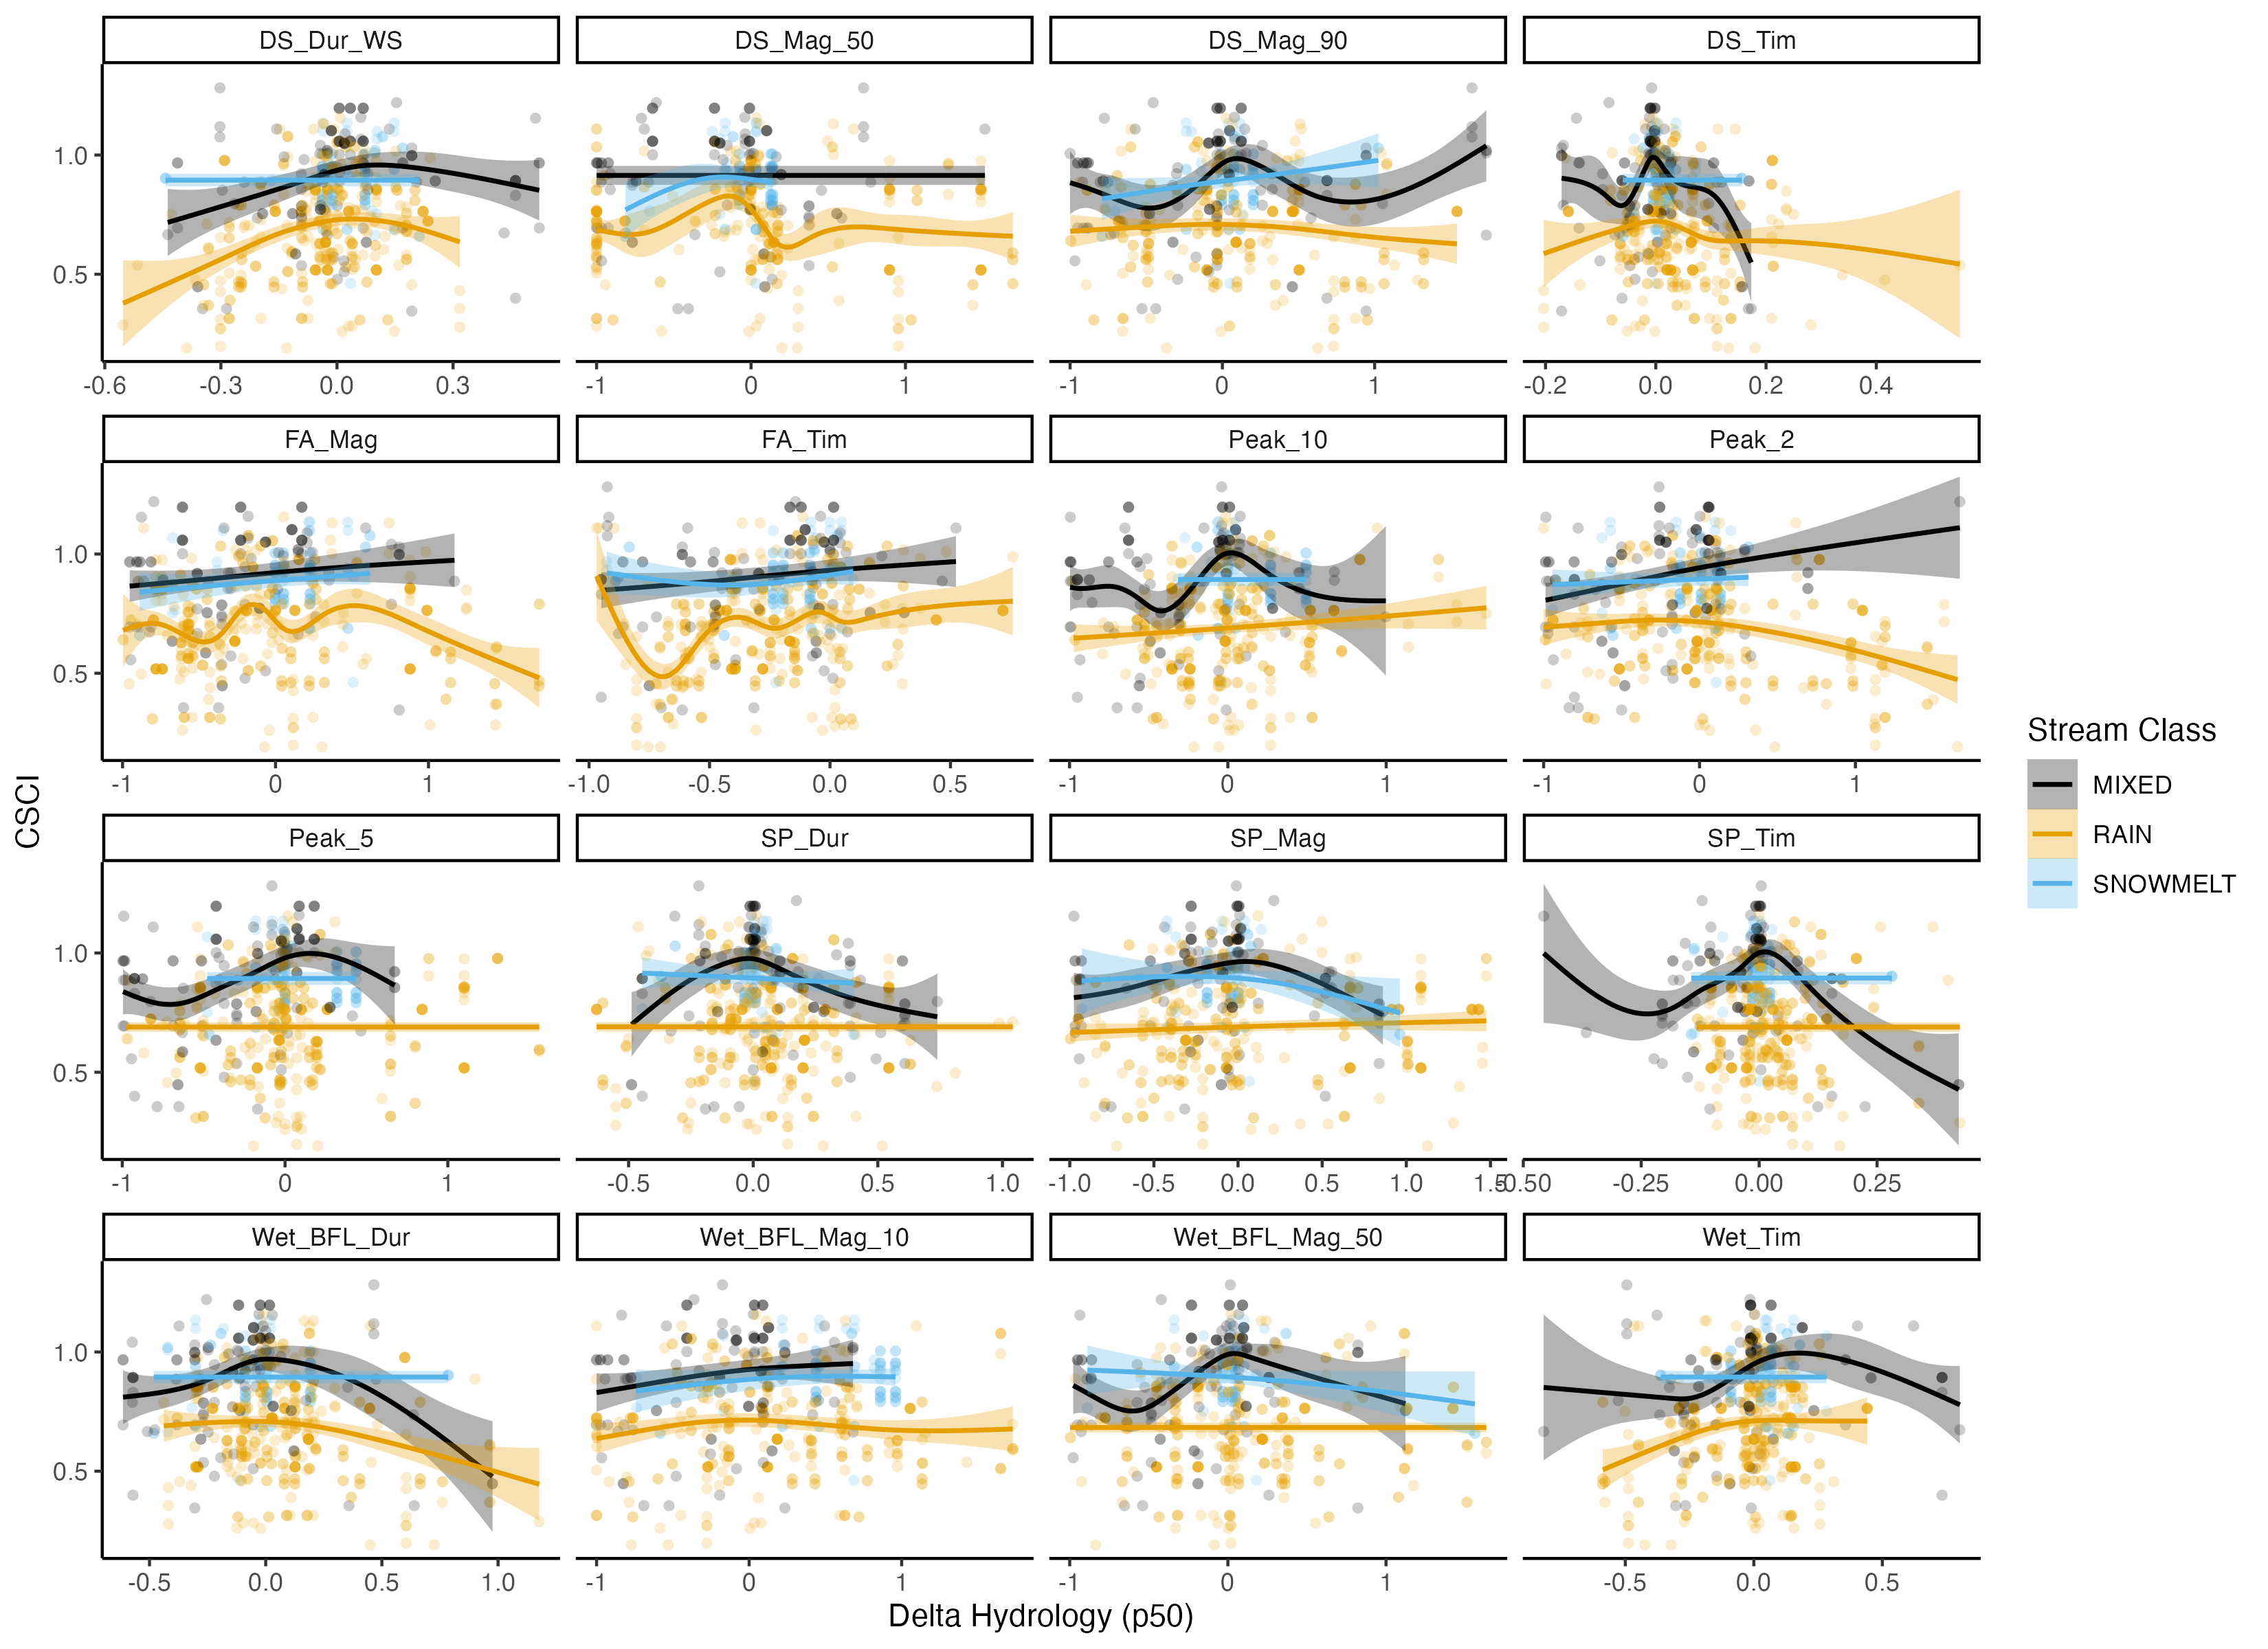 DS_Dur_WS DS_Mag_50 DS_Mag_90 DS_Tim
1.0
0.5
-0.6 -0.3 0.0 0.3 -1 0 1 -1 0 1 -0.2 0.0 0.2 0.4
FA_Mag FA_Tim Peak_10 Peak_2
1.0
0.5
-1 0 1 -1.0 -0.5 0.0 0.5 -1 0 1 -1 0 1
Stream Class
MIXED
RAIN
SNOWMELT
CSCI
Peak_5 SP_Dur SP_Mag SP_Tim
1.0
0.5
-1 0 1 -0.5 0.0 0.5 1.0 -1.0 -0.5 0.0 0.5 1.0 1.5 -0.50 -0.25 0.00 0.25
Wet_BFL_Dur Wet_BFL_Mag_10 Wet_BFL_Mag_50 Wet_Tim
1.0
0.5
-0.5 0.0 0.5 1.0 -1 0 1 -1 0 1 -0.5 0.0 0.5
Delta Hydrology (p50)